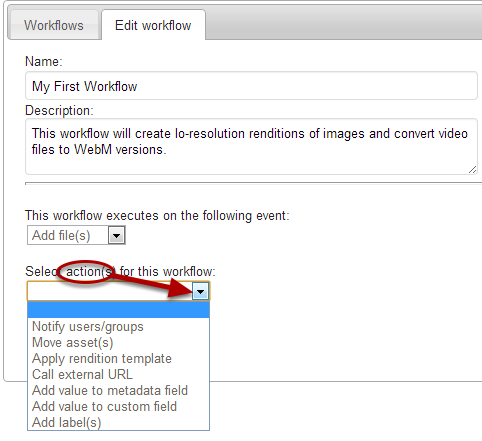 Workflows
Edit workflow
Name:
My First Workflow
Description:
This workflow will create lo-resolution renditions of images and convert video
files to WebM versions.
This workflow executes on the following event:
Add file(s)
Select action(s) for this workflow:
Notify users/groups
Move asset(s)
Apply rendition template
Call external URL
Add value to metadata field
Add value to custom field
Add label(s)